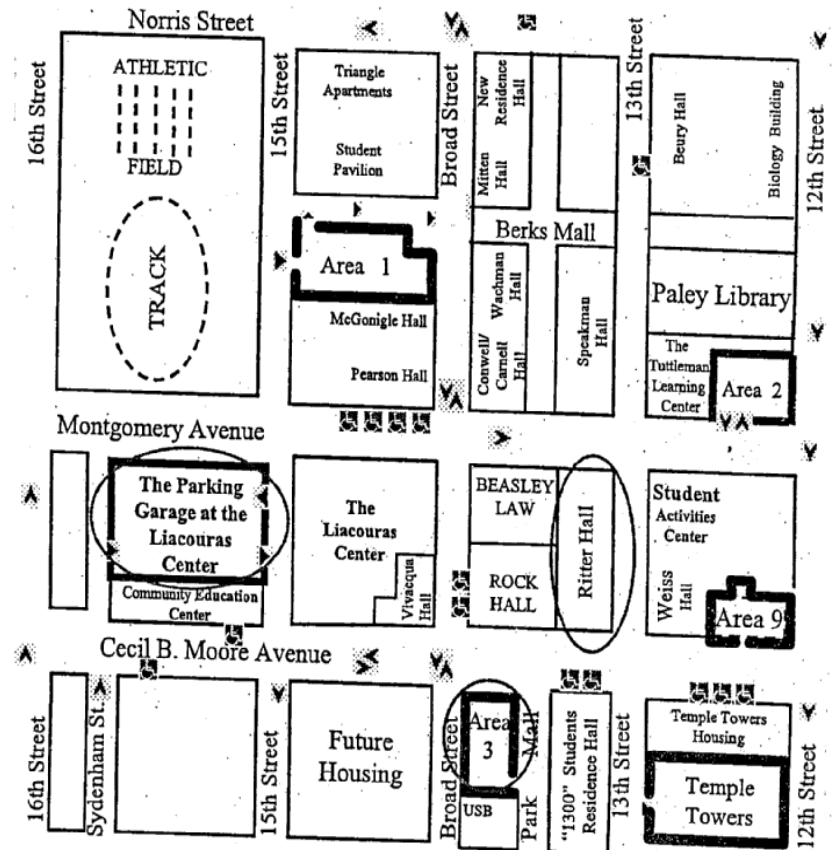 Norris Street
16th Street
ATHLETIC
FIELD
TRACK
15th Street
Triangle
Apartments
Student
Pavilion
Broad Street
New
Residence
Hall
Mitten
Hall
13th Street
Beury Hall
Biology Building
12th Street
Berks Mall
Area 1
McGonigle Hall
Pearson Hall
Conwell/
Carnell
Hall
Wachman
Hall
Speakman
Hall
Paley Library
The
Tuttleman
Learning
Center
Area 2
Montgomery Avenue
The Parking
Garage at the
Liacouras
Center
Community Education
Center
The
Liacouras
Center
Vivacqua
Hall
BEASLEY
LAW
ROCK
HALL
Ritter Hall
Student
Activities
Center
Weiss
Hall
Area 9
Cecil B. Moore Avenue
16th Street
Sydenham St.
15th Street
Future
Housing
Broad Street
Area
3
USB
Park Mall
"1300" Students
Residence Hall
13th Street
Temple Towers
Housing
Temple
Towers
12th Street